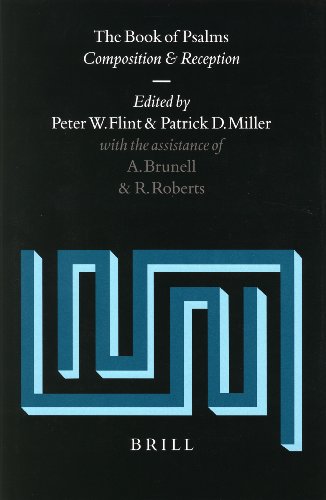 The Book of Psalms
Composition & Reception
Edited by
Peter W. Flint & Patrick D. Miller
with the assistance of
A. Brunell
& R. Roberts
BRILL